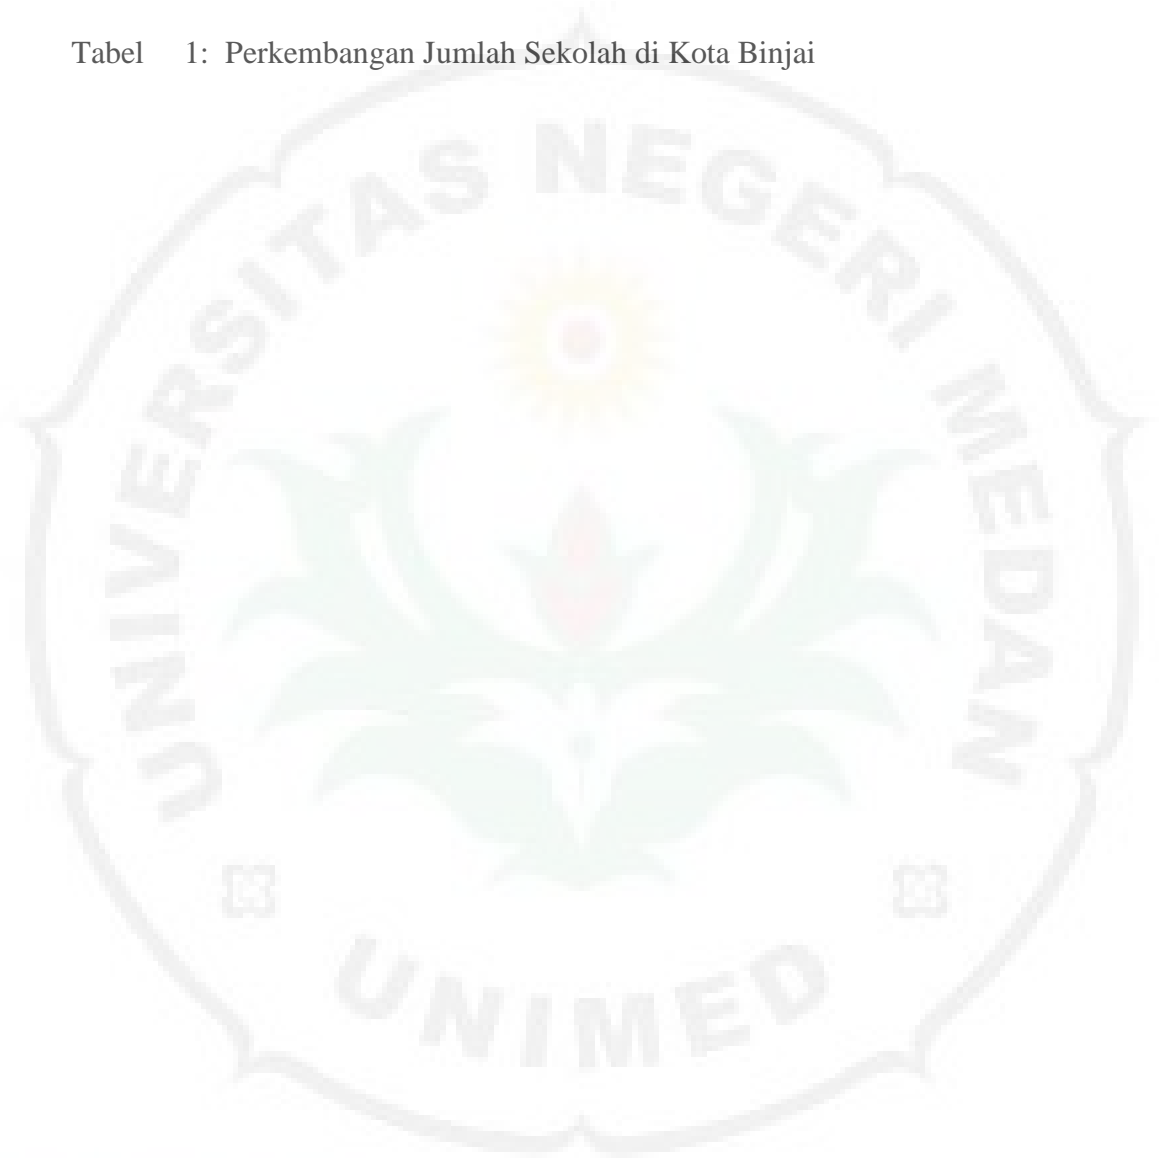 Tabel 1: Perkembangan Jumlah Sekolah di Kota Binjai
UNIVERSITAS NEGERI MEDAN
UNIMED